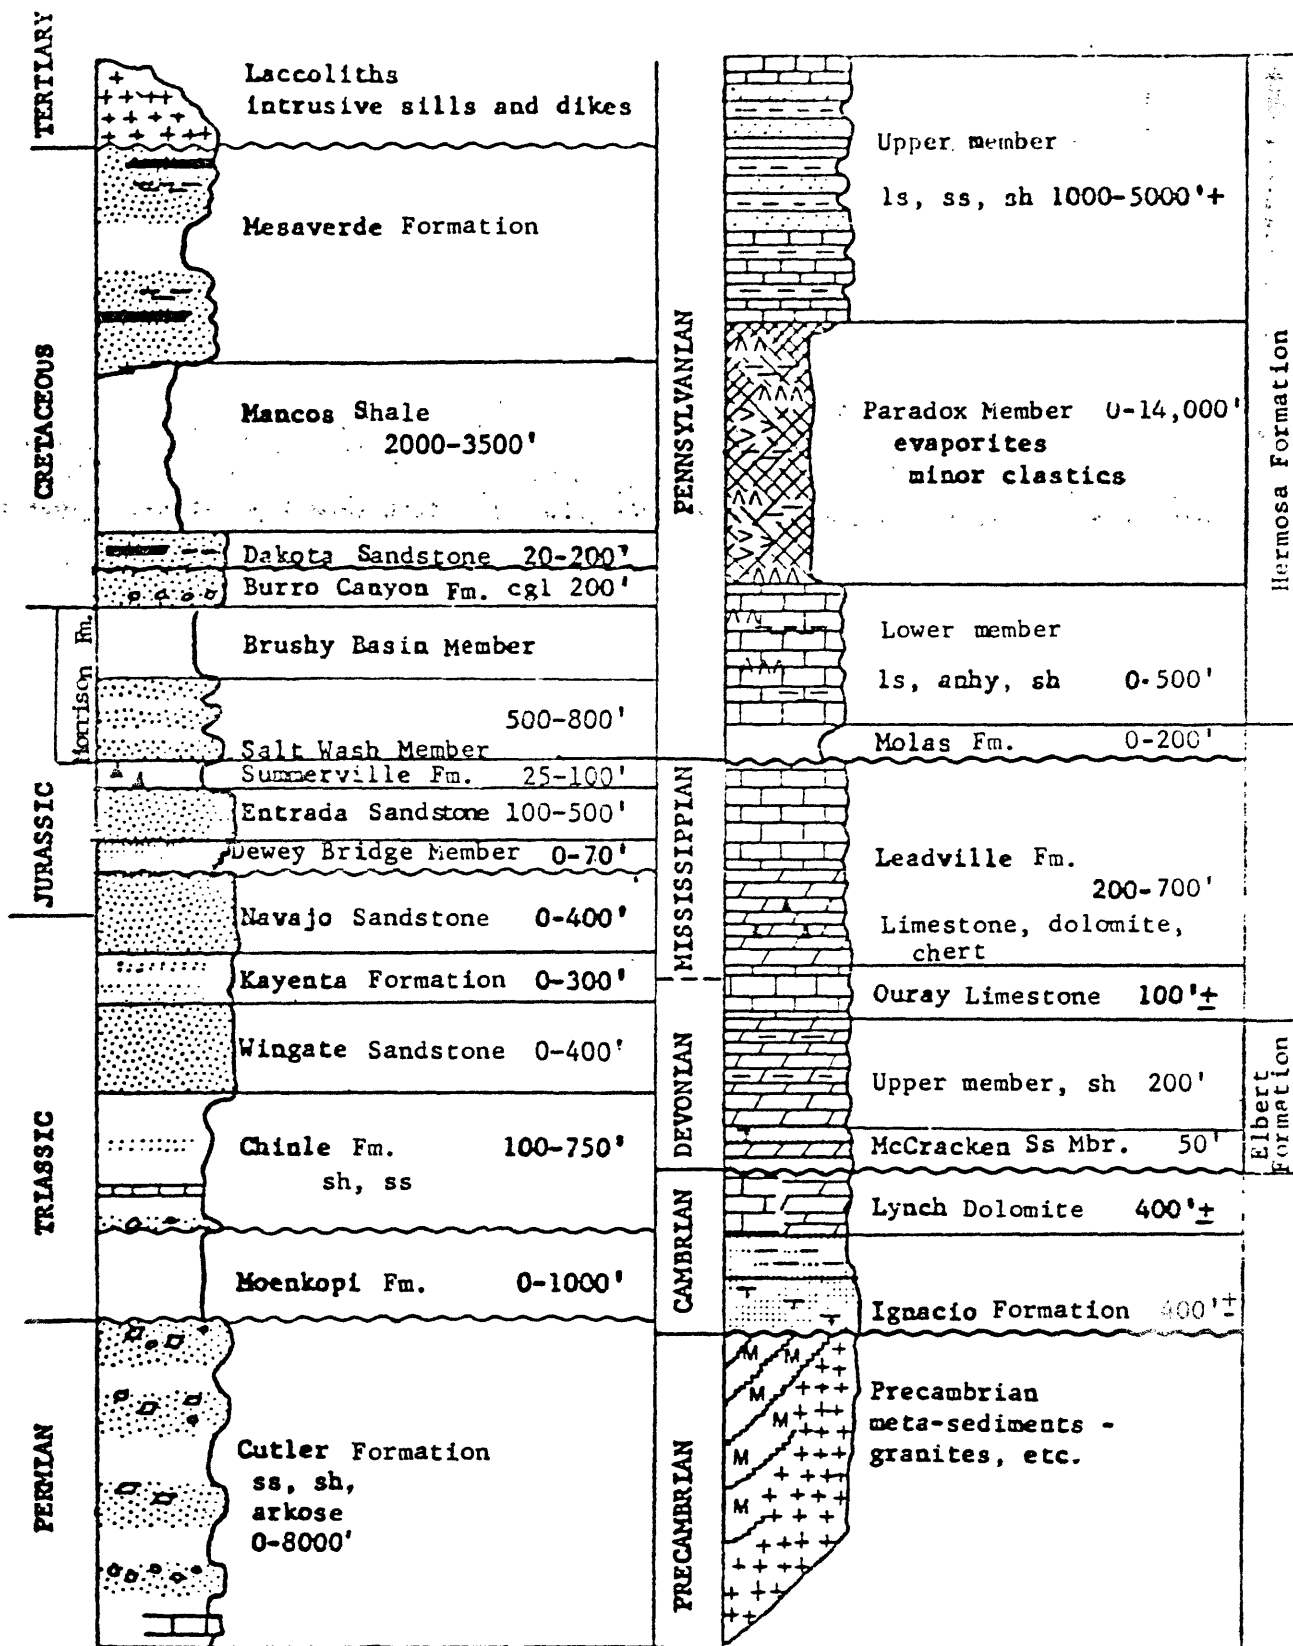 TERTIARY
Laccoliths
intrusive sills and dikes
CRETACEOUS
Mesaverde Formation
Mancos Shale
2000-3500'
Dakota Sandstone 20-200'
Burro Canyon Fm. cgl 200'
Morrison Fm.
Brushy Basin Member
500-800'
Salt Wash Member
JURASSIC
Summerville Fm. 25-100'
Entrada Sandstone 100-500'
Dewey Bridge Member 0-70'
Navajo Sandstone 0-400'
TRIASSIC
Kayenta Formation 0-300'
Wingate Sandstone 0-400'
Chinle Fm. 100-750'
sh, ss
Moenkopi Fm. 0-1000'
PERMIAN
Cutler Formation
ss, sh,
arkose
0-8000'
PENNSYLVANIAN
Hermosa Formation
Upper member
ls, ss, sh 1000-5000'+
Paradox Member 0-14,000'
evaporites
minor clastics
Lower member
ls, anhy, sh 0-500'
Molas Fm. 0-200'
MISSISSIPPIAN
Leadville Fm.
200-700'
Limestone, dolomite,
chert
Ouray Limestone 100'±
DEVONIAN
Elbert
Formation
Upper member, sh 200'
McCracken Ss Mbr. 50'
CAMBRIAN
Lynch Dolomite 400'±
Ignacio Formation 400'±
PRECAMBRIAN
M M
M
M
M
M
Precambrian
meta-sediments -
granites, etc.